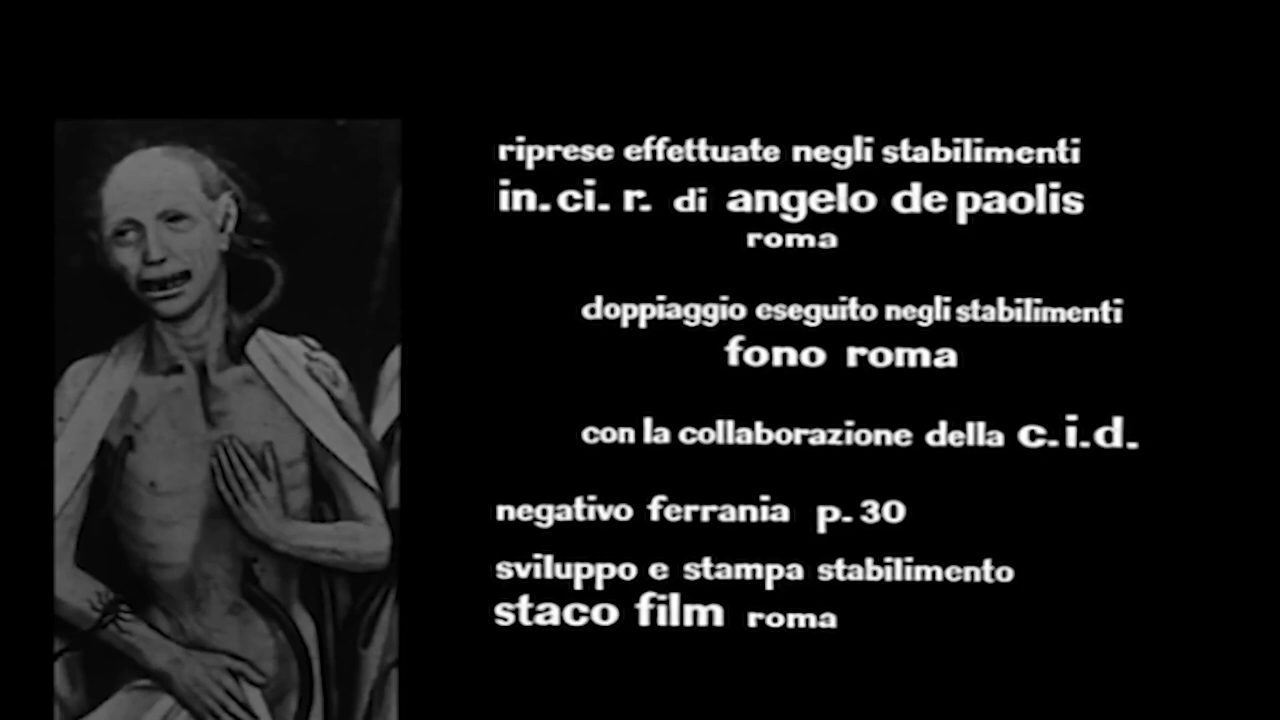 riprese effettuate negli stabilimenti
in. ci. r. di angelo de paolis
roma
doppiaggio eseguito negli stabilimenti
fono roma
con la collaborazione della c.i.d.
negativo ferrania p. 30
sviluppo e stampa stabilimento
staco film roma